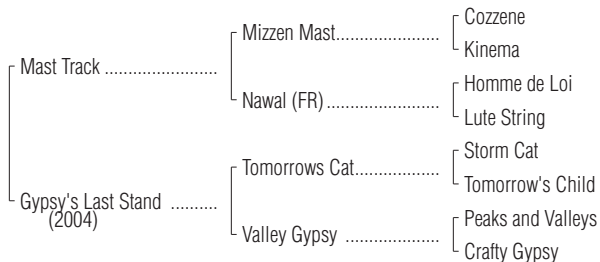 Cozzene
Mizzen Mast..................
Kinema
Mast Track .......................
Homme de Loi
Nawal (FR) .......................
Lute String
Storm Cat
Tomorrows Cat.................
Tomorrow's Child
Gypsy's Last Stand ..........
(2004)
Peaks and Valleys
Valley Gypsy ...................
Crafty Gypsy